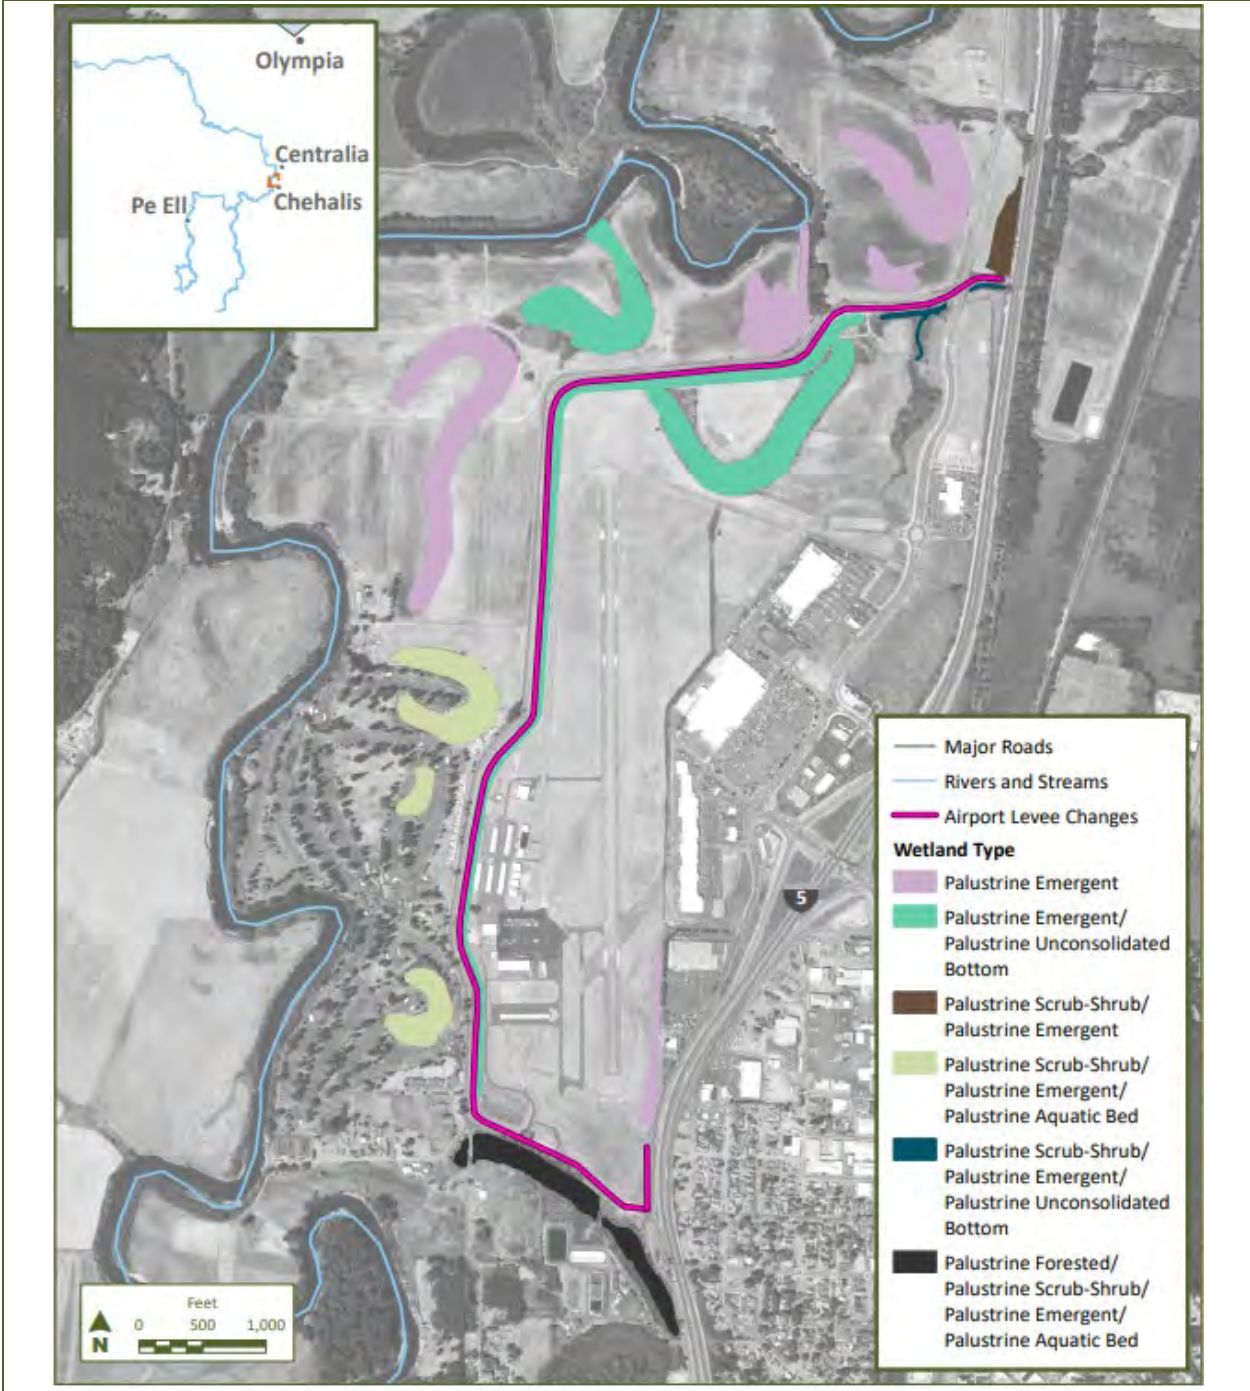 Olympia
Centralia
Pe Ell
Chehalis
5
Major Roads
Rivers and Streams
Airport Levee Changes
Wetland Type
Palustrine Emergent
Palustrine Emergent/
Palustrine Unconsolidated
Bottom
Palustrine Scrub-Shrub/
Palustrine Emergent
Palustrine Scrub-Shrub/
Palustrine Emergent/
Palustrine Aquatic Bed
Palustrine Scrub-Shrub/
Palustrine Emergent/
Palustrine Unconsolidated
Bottom
Palustrine Forested/
Palustrine Scrub-Shrub/
Palustrine Emergent/
Palustrine Aquatic Bed
Feet
0 500 1,000
N